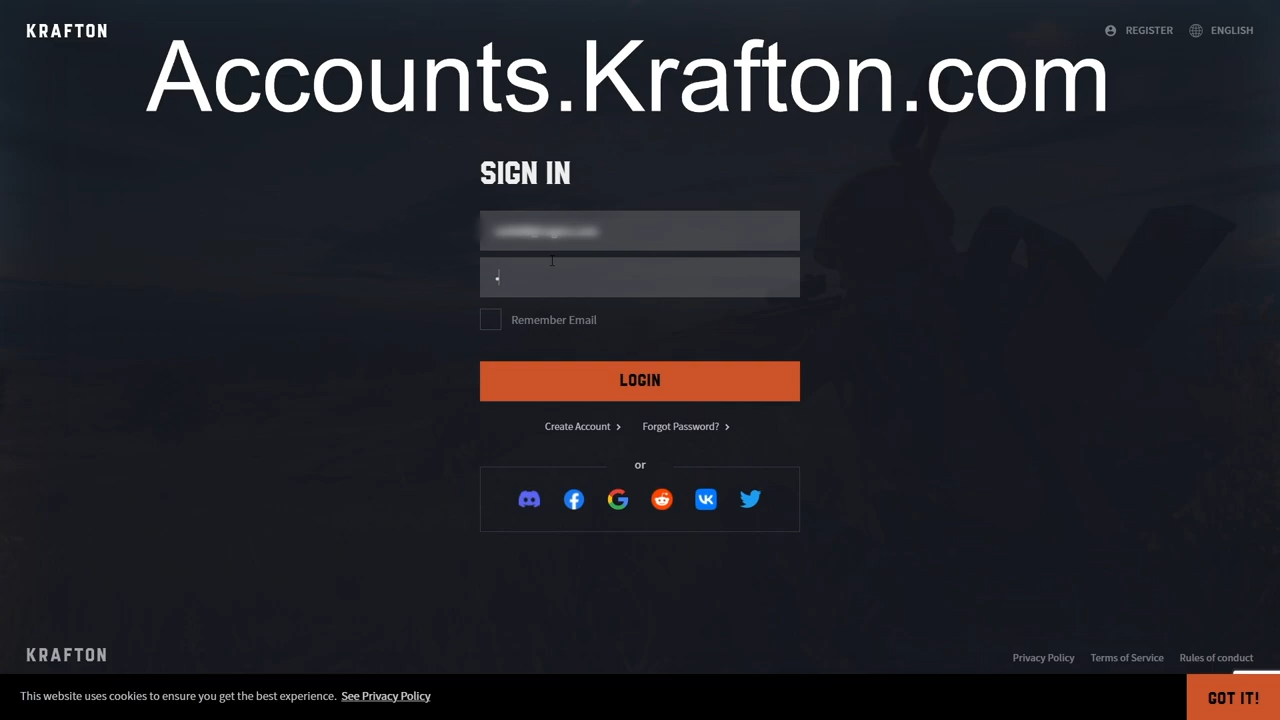 KRAFTON
REGISTER
ENGLISH
Accounts.Krafton.com
SIGN IN
Remember Email
LOGIN
Create Account
Forgot Password?
or
KRAFTON
Privacy Policy
Terms of Service
Rules of conduct
This website uses cookies to ensure you get the best experience. See Privacy Policy
GOT IT!